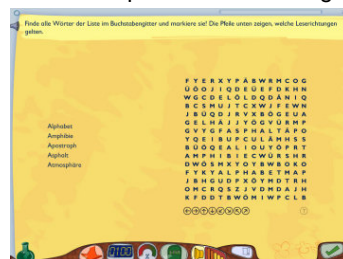 Finde alle Wörter der Liste im Buchstabengitter und markiere sie! Die Pfeile unten zeigen, welche Leserichtungen
gelten.
Alphabet
Amphibie
Apostroph
Asphalt
Atmosphäre
F Y E R X Y P Ä B W R M C O G
Ü Ö O J I Q D E Ü E F D K H N
W G C D E L Ö L D Q D Ä N I Q
B C S M U J T C X W J F E W N
J B Ü Q D J R V X B Ö G E U A
G E L H Ä J J Y Ö G V Ü R M P
G V Y G F A S P H A L T Ä P O
Y Q E I B U P C U L Ä M H S S
B Ü Ö Q E A L I O U Y Ö P R T
A M P H I B I E C W Ü R S H R
D W Ö S M X Y O Y B W B O K O
F Y K Y A L P H A B E T M A P
J B H G U D P X Ö Y M D T R H
O M C R Q S Z J V D M D A J H
K F D D T B W Ö M I W P C L B